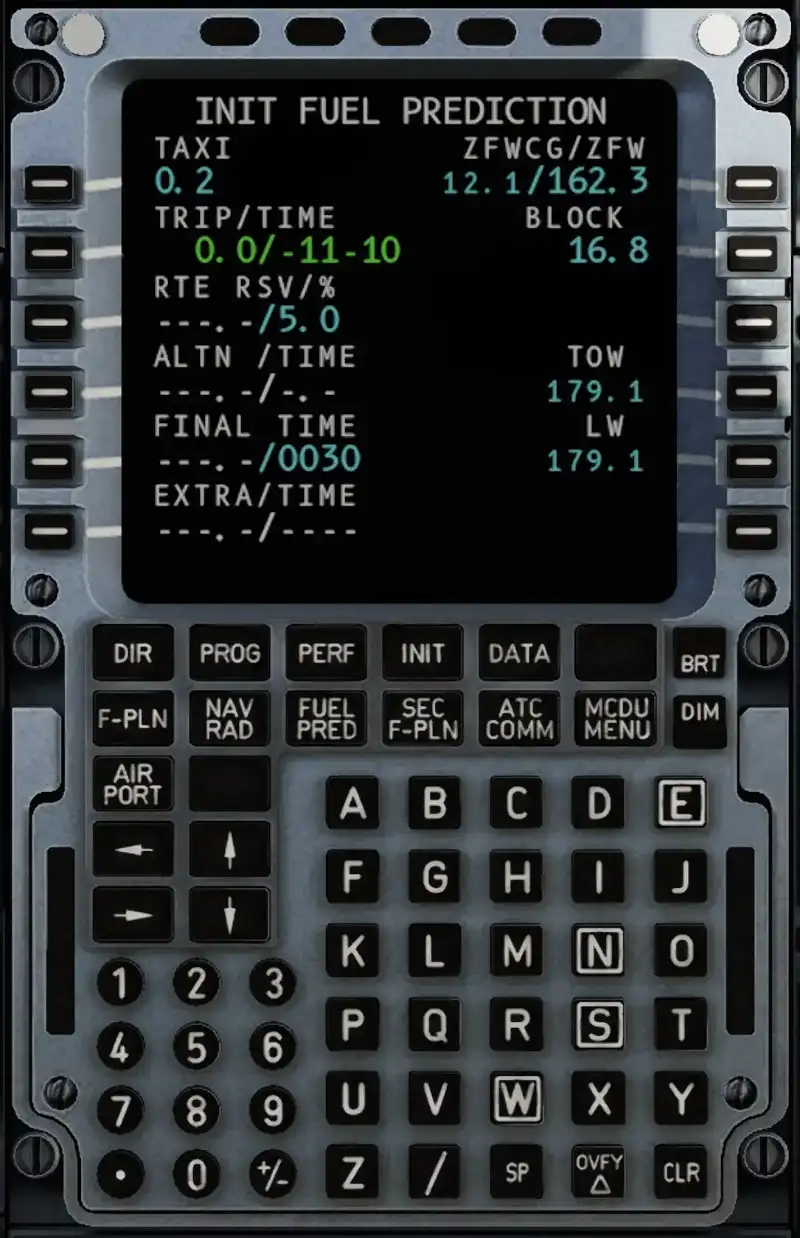 INIT FUEL PREDICTION
TAXI ZFWCG/ZFW
0.2 12.1/162.3
TRIP/TIME BLOCK
0.0/-11-10 16.8
RTE RSV/%
---.-/5.0
ALTN /TIME TOW
---.-/-.- 179.1
FINAL TIME LW
---.-/0030 179.1
EXTRA/TIME
---.-/----
DIR PROG PERF INIT DATA BRT
F-PLN NAV RAD FUEL PRED SEC F-PLN ATC COMM MCDU MENU DIM
AIR PORT
← ↑
→ ↓
A B C D E
F G H I J
K L M N O
P Q R S T
U V W X Y
Z / SP OVFY △ CLR
1 2 3
4 5 6
7 8 9
. 0 +/-